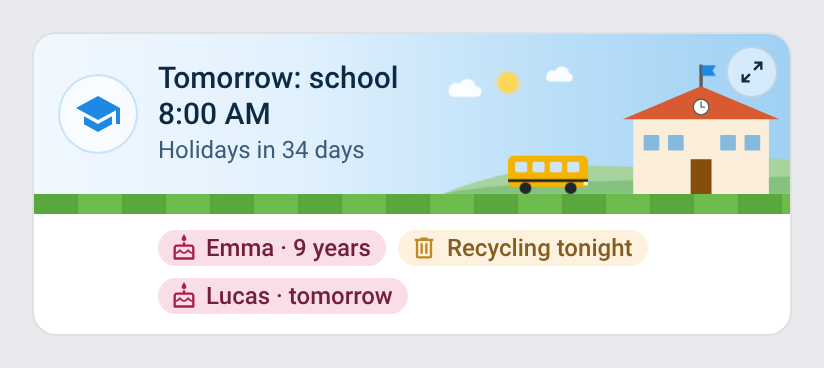 Tomorrow: school
8:00 AM
Holidays in 34 days
Emma · 9 years
Recycling tonight
Lucas · tomorrow